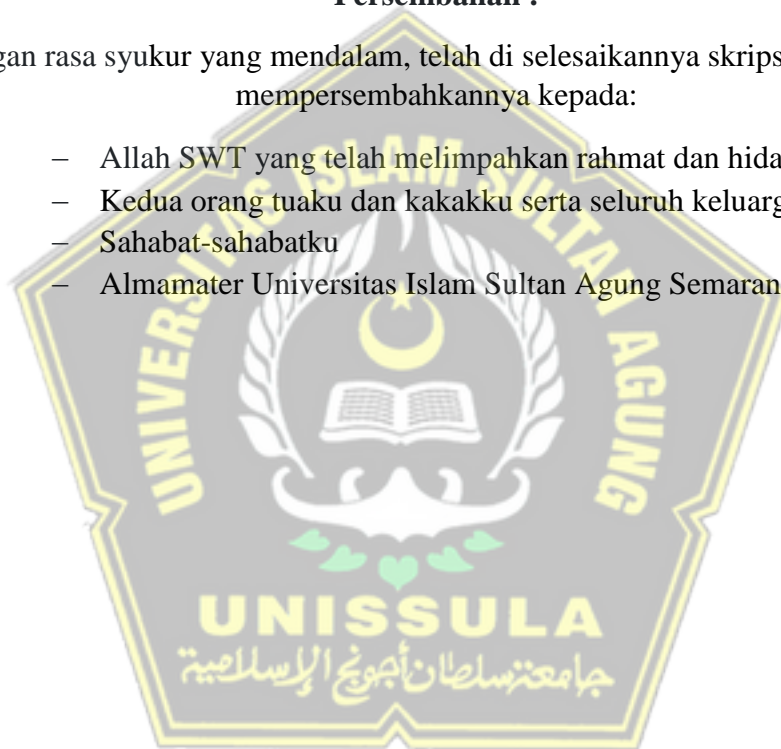 Persembahan :
gan rasa syukur yang mendalam, telah di selesaikannya skrips
mempersembahkannya kepada:
– Allah SWT yang telah melimpahkan rahmat dan hida
– Kedua orang tuaku dan kakakku serta seluruh keluarg
– Sahabat-sahabatku
– Almamater Universitas Islam Sultan Agung Semaran
UNIVERSITAS ISLAM SULTAN AGUNG
UNISSULA
جامعتسلطان أجونج الإسلامية